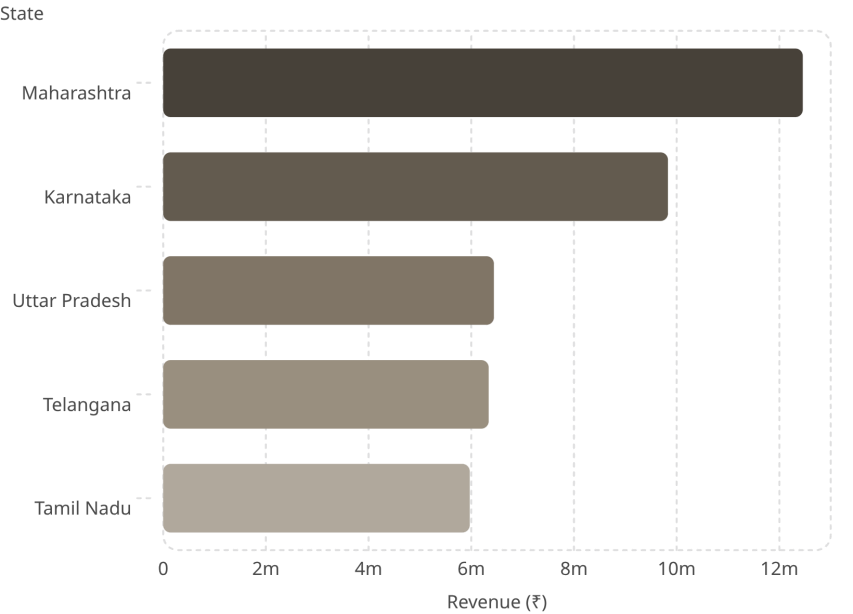 State
Maharashtra
Karnataka
Uttar Pradesh
Telangana
Tamil Nadu
0 2m 4m 6m 8m 10m 12m
Revenue (₹)